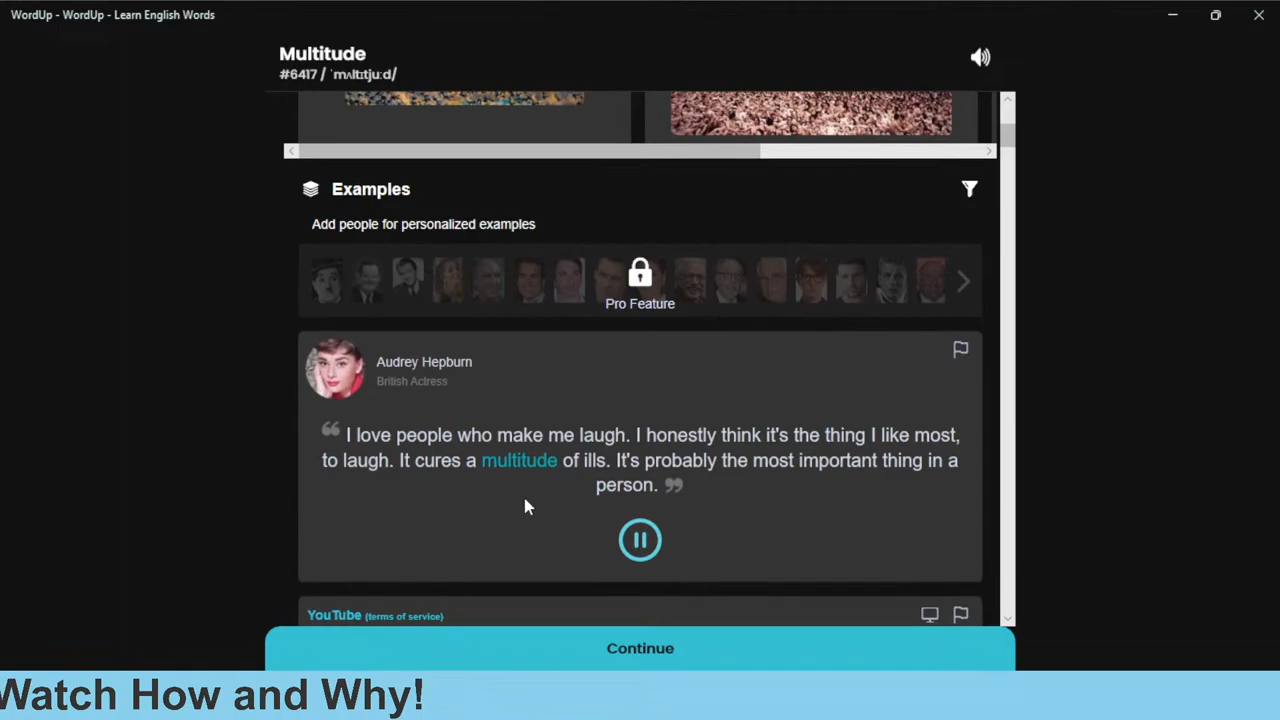 WordUp - WordUp - Learn English Words
Multitude
#6417 / ˈmʌltɪtjuːd/
Examples
Add people for personalized examples
Pro Feature
Audrey Hepburn
British Actress
“ I love people who make me laugh. I honestly think it's the thing I like most,
to laugh. It cures a multitude of ills. It's probably the most important thing in a
person. ”
YouTube (terms of service)
Continue
Watch How and Why!